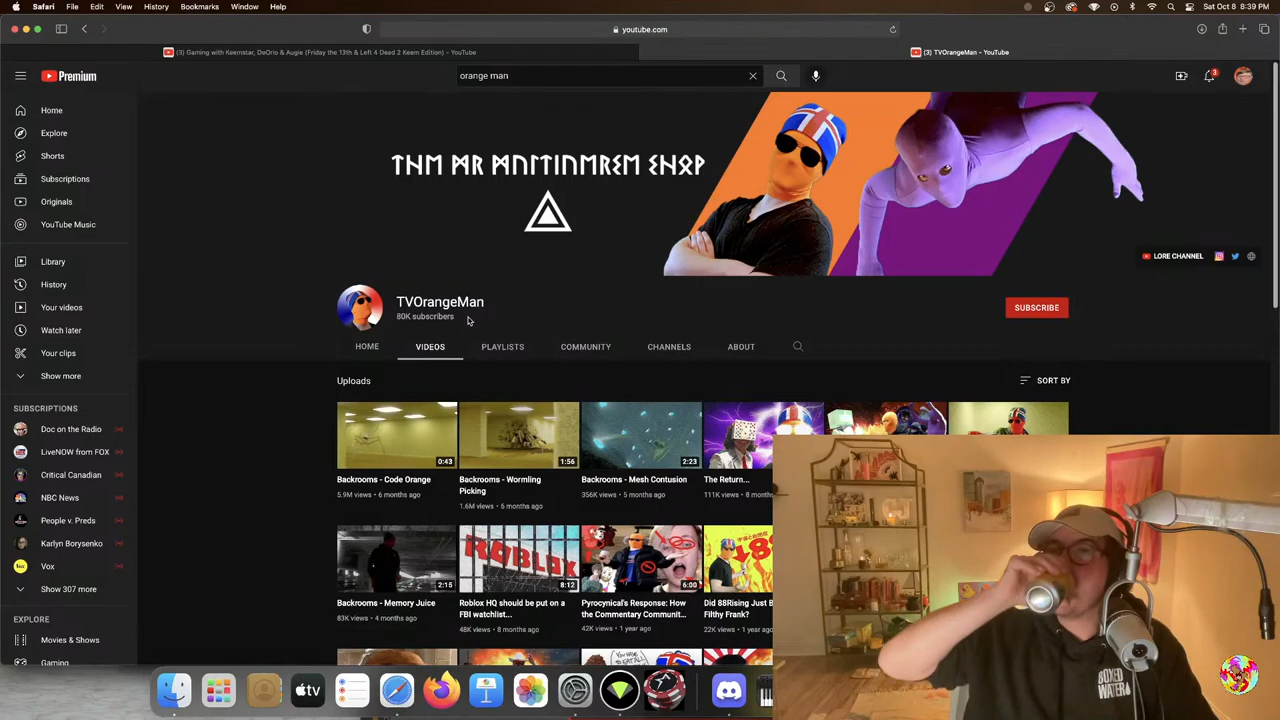 Safari File Edit View History Bookmarks Window Help
Sat Oct 8 8:39 PM
youtube.com
(3) Gaming with Keemstar, DeOrio & Augie (Friday the 13th & Left 4 Dead 2 Keem Edition) – YouTube
(3) TVOrangeMan - YouTube
Premium
orange man
3
Home
Explore
Shorts
Subscriptions
Originals
YouTube Music
Library
History
Your videos
Watch later
Your clips
Show more
SUBSCRIPTIONS
Doc on the Radio
LiveNOW from FOX
Critical Canadian
NBC News
People v. Preds
Karlyn Borysenko
Vox
Show 307 more
EXPLORE
Movies & Shows
Gaming
LORE CHANNEL
TVOrangeMan
80K subscribers
SUBSCRIBE
HOME
VIDEOS
PLAYLISTS
COMMUNITY
CHANNELS
ABOUT
Uploads
SORT BY
0:43
1:56
2:23
Backrooms - Code Orange
5.9M views • 6 months ago
Backrooms - Wormling
Picking
1.6M views • 6 months ago
Backrooms - Mesh Contusion
356K views • 5 months ago
The Return...
111K views • 8 months
2:15
ROBLOX
8:12
6:00
Backrooms - Memory Juice
83K views • 4 months ago
Roblox HQ should be put on a
FBI watchlist...
48K views • 8 months ago
Pyrocynical's Response: How
the Commentary Communit...
42K views • 1 year ago
Did 88Rising Just
Filthy Frank?
22K views • 1 year
tv
BOXED
WATER